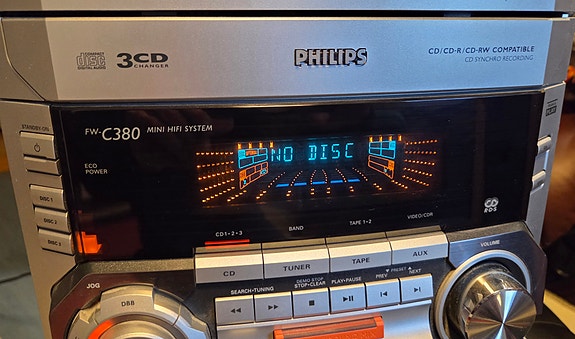 COMPACT
disc
DIGITAL AUDIO
3CD
CHANGER
PHILIPS
CD/CD-R/CD-RW COMPATIBLE
CD SYNCHRO RECORDING
STANDBY-ON
FW-C380 MINI HIFI SYSTEM
ECO
POWER
NO DISC
DISC 1
DISC 2
DISC 3
CD
R·D·S
CD 1•2•3
BAND
TAPE 1•2
VIDEO/CDR
CD
TUNER
TAPE
AUX
VOLUME
JOG
DBB
SEARCH•TUNING
DEMO STOP
STOP•CLEAR
PLAY•PAUSE
▼ PRESET ▲
PREV
NEXT